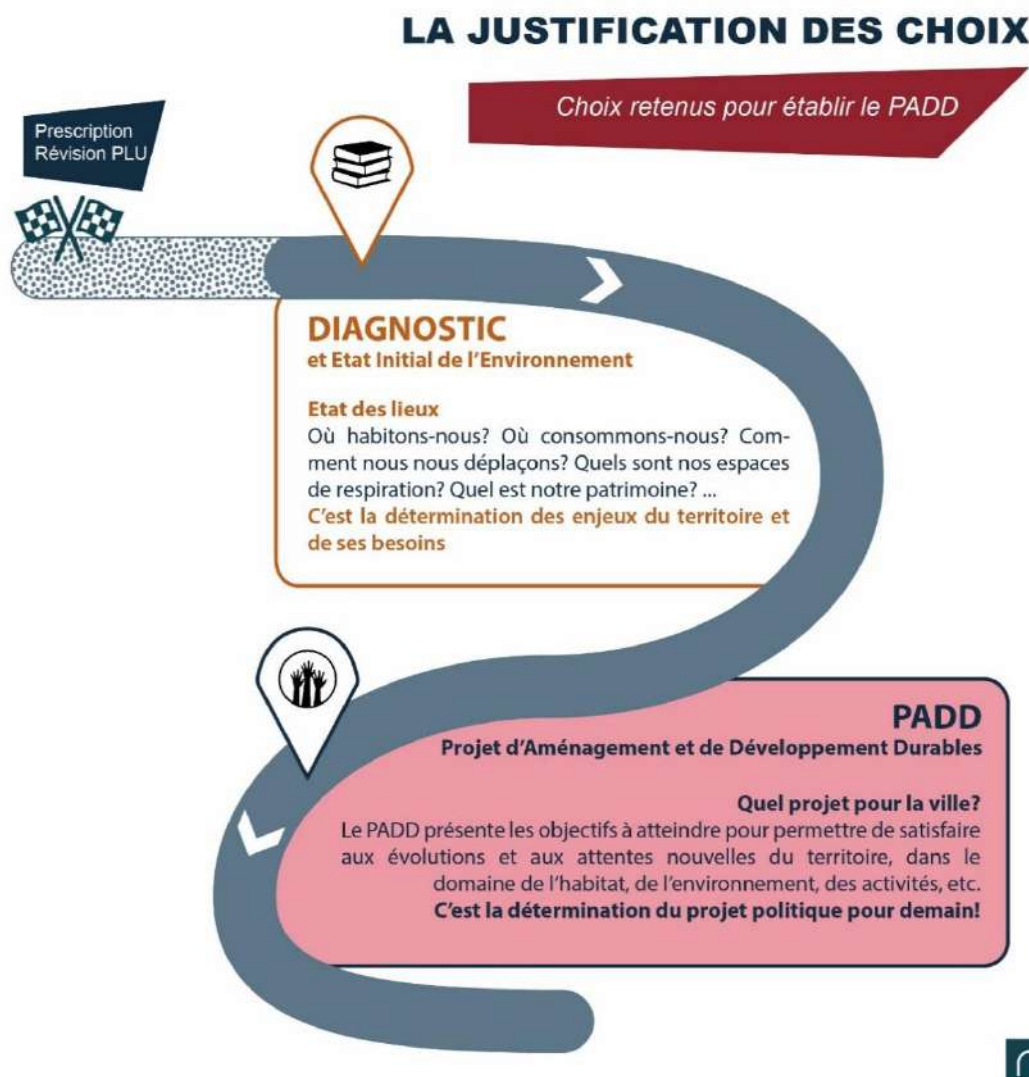 LA JUSTIFICATION DES CHOIX
Choix retenus pour établir le PADD
Prescription
Révision PLU
DIAGNOSTIC
et Etat Initial de l'Environnement
Etat des lieux
Où habitons-nous? Où consommons-nous? Com-
ment nous nous déplaçons? Quels sont nos espaces
de respiration? Quel est notre patrimoine? ...
C'est la détermination des enjeux du territoire et
de ses besoins
PADD
Projet d'Aménagement et de Développement Durables
Quel projet pour la ville?
Le PADD présente les objectifs à atteindre pour permettre de satisfaire
aux évolutions et aux attentes nouvelles du territoire, dans le
domaine de l'habitat, de l'environnement, des activités, etc.
C'est la détermination du projet politique pour demain!